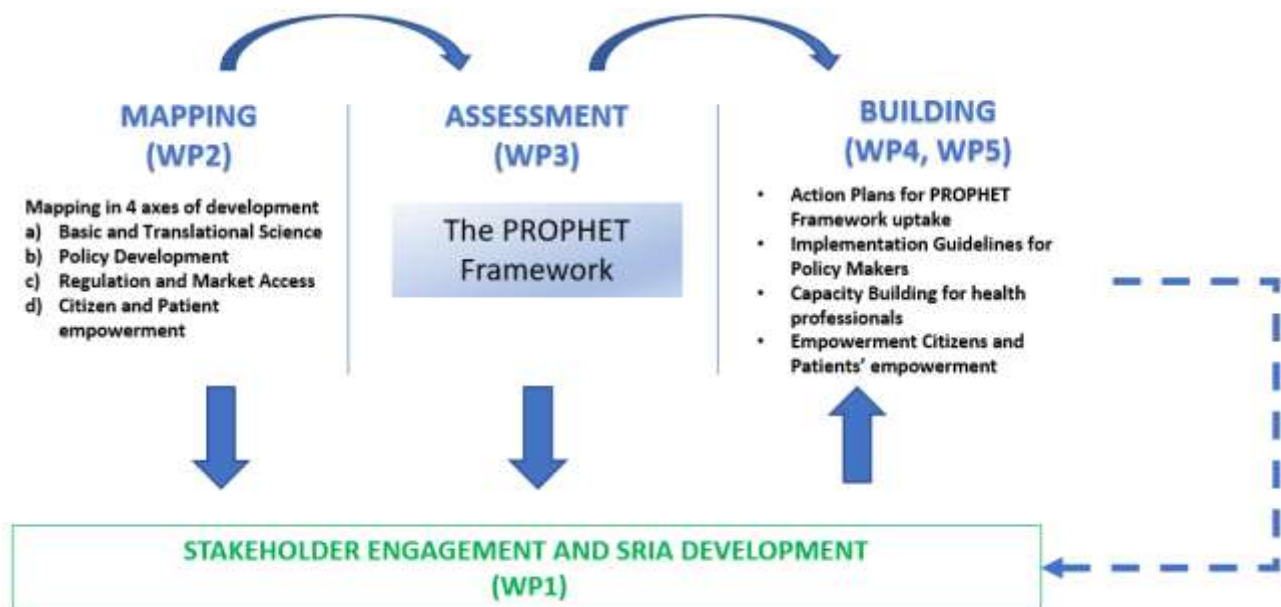 MAPPING
(WP2)
Mapping in 4 axes of development
a) Basic and Translational Science
b) Policy Development
c) Regulation and Market Access
d) Citizen and Patient
empowerment
ASSESSMENT
(WP3)
The PROPHET
Framework
BUILDING
(WP4, WP5)
• Action Plans for PROPHET
Framework uptake
• Implementation Guidelines for
Policy Makers
• Capacity Building for health
professionals
• Empowerment Citizens and
Patients’ empowerment
STAKEHOLDER ENGAGEMENT AND SRIA DEVELOPMENT
(WP1)